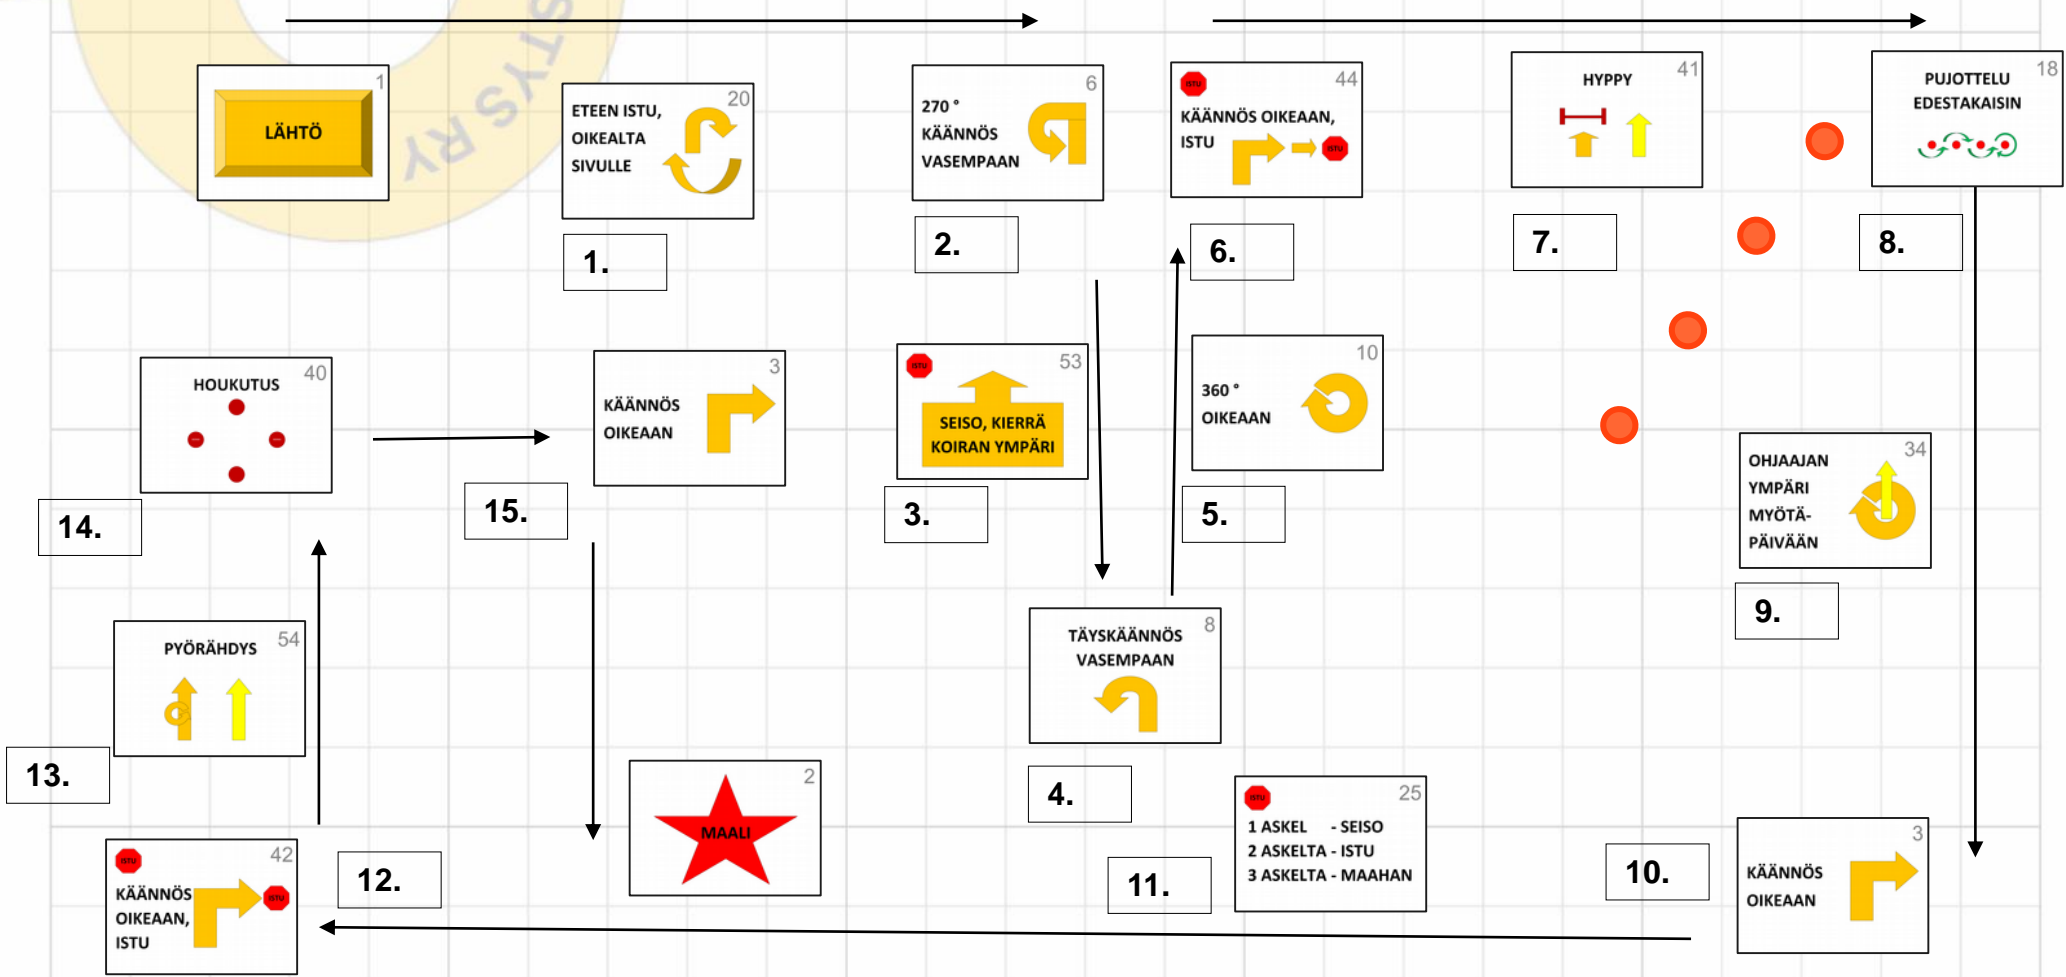 STYS RY
1
LÄHTÖ
20
ETEEN ISTU,
OIKEALTA
SIVULLE
1.
6
270 °
KÄÄNNÖS
VASEMPAAN
2.
ISTU
44
KÄÄNNÖS OIKEAAN,
ISTU
ISTU
6.
41
HYPPY
7.
18
PUJOTTELU
EDESTAKAISIN
8.
40
HOUKUTUS
14.
3
KÄÄNNÖS
OIKEAAN
15.
ISTU
53
SEISO, KIERRÄ
KOIRAN YMPÄRI
3.
10
360 °
OIKEAAN
5.
34
OHJAAJAN
YMPÄRI
MYÖTÄ-
PÄIVÄÄN
9.
54
PYÖRÄHDYS
13.
8
TÄYSKÄÄNNÖS
VASEMPAAN
4.
2
MAALI
ISTU
25
1 ASKEL - SEISO
2 ASKELTA - ISTU
3 ASKELTA - MAAHAN
11.
3
KÄÄNNÖS
OIKEAAN
10.
ISTU
42
KÄÄNNÖS
OIKEAAN,
ISTU
ISTU
12.